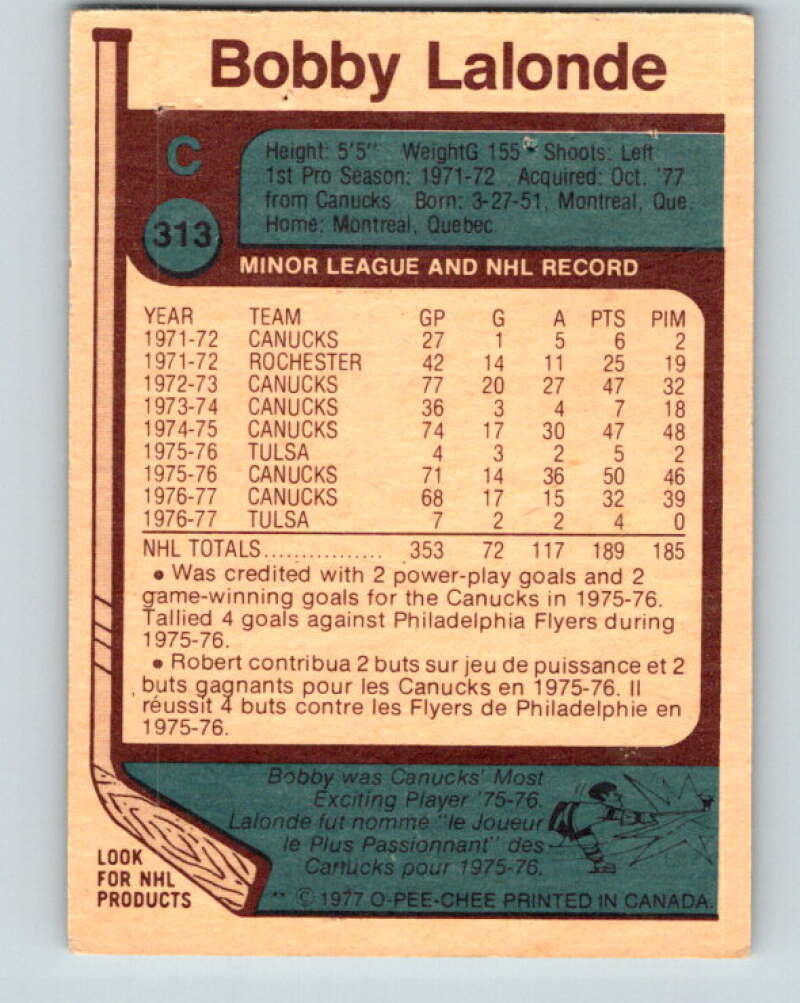 Bobby Lalonde
C
Height: 5'5" WeightG 155 Shoots: Left
1st Pro Season: 1971-72 Acquired: Oct. '77
from Canucks Born: 3-27-51, Montreal, Que.
Home: Montreal, Quebec
313
MINOR LEAGUE AND NHL RECORD
YEAR TEAM GP G A PTS PIM
1971-72 CANUCKS 27 1 5 6 2
1971-72 ROCHESTER 42 14 11 25 19
1972-73 CANUCKS 77 20 27 47 32
1973-74 CANUCKS 36 3 4 7 18
1974-75 CANUCKS 74 17 30 47 48
1975-76 TULSA 4 3 2 5 2
1975-76 CANUCKS 71 14 36 50 46
1976-77 CANUCKS 68 17 15 32 39
1976-77 TULSA 7 2 2 4 0
NHL TOTALS................ 353 72 117 189 185
• Was credited with 2 power-play goals and 2
game-winning goals for the Canucks in 1975-76.
Tallied 4 goals against Philadelphia Flyers during
1975-76.
• Robert contribua 2 buts sur jeu de puissance et 2
buts gagnants pour les Canucks en 1975-76. Il
réussit 4 buts contre les Flyers de Philadelphie en
1975-76.
Bobby was Canucks' Most
Exciting Player '75-76.
Lalonde fut nommé "le Joueur
le Plus Passionnant" des
Canucks pour 1975-76.
LOOK
FOR NHL
PRODUCTS
** © 1977 O-PEE-CHEE PRINTED IN CANADA.